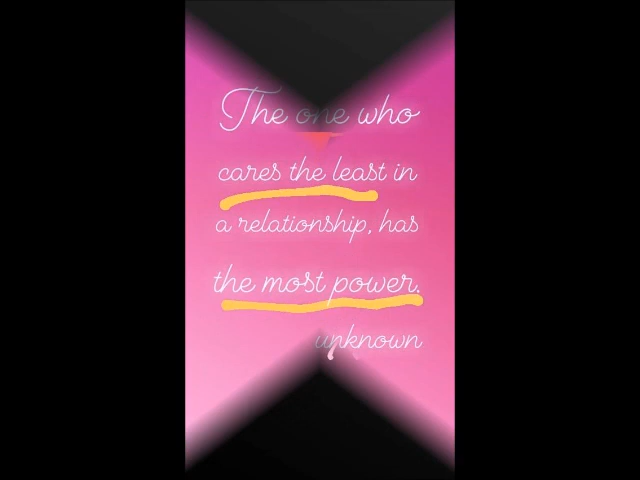 The one who
cares the least in
a relationship, has
the most power.
unknown